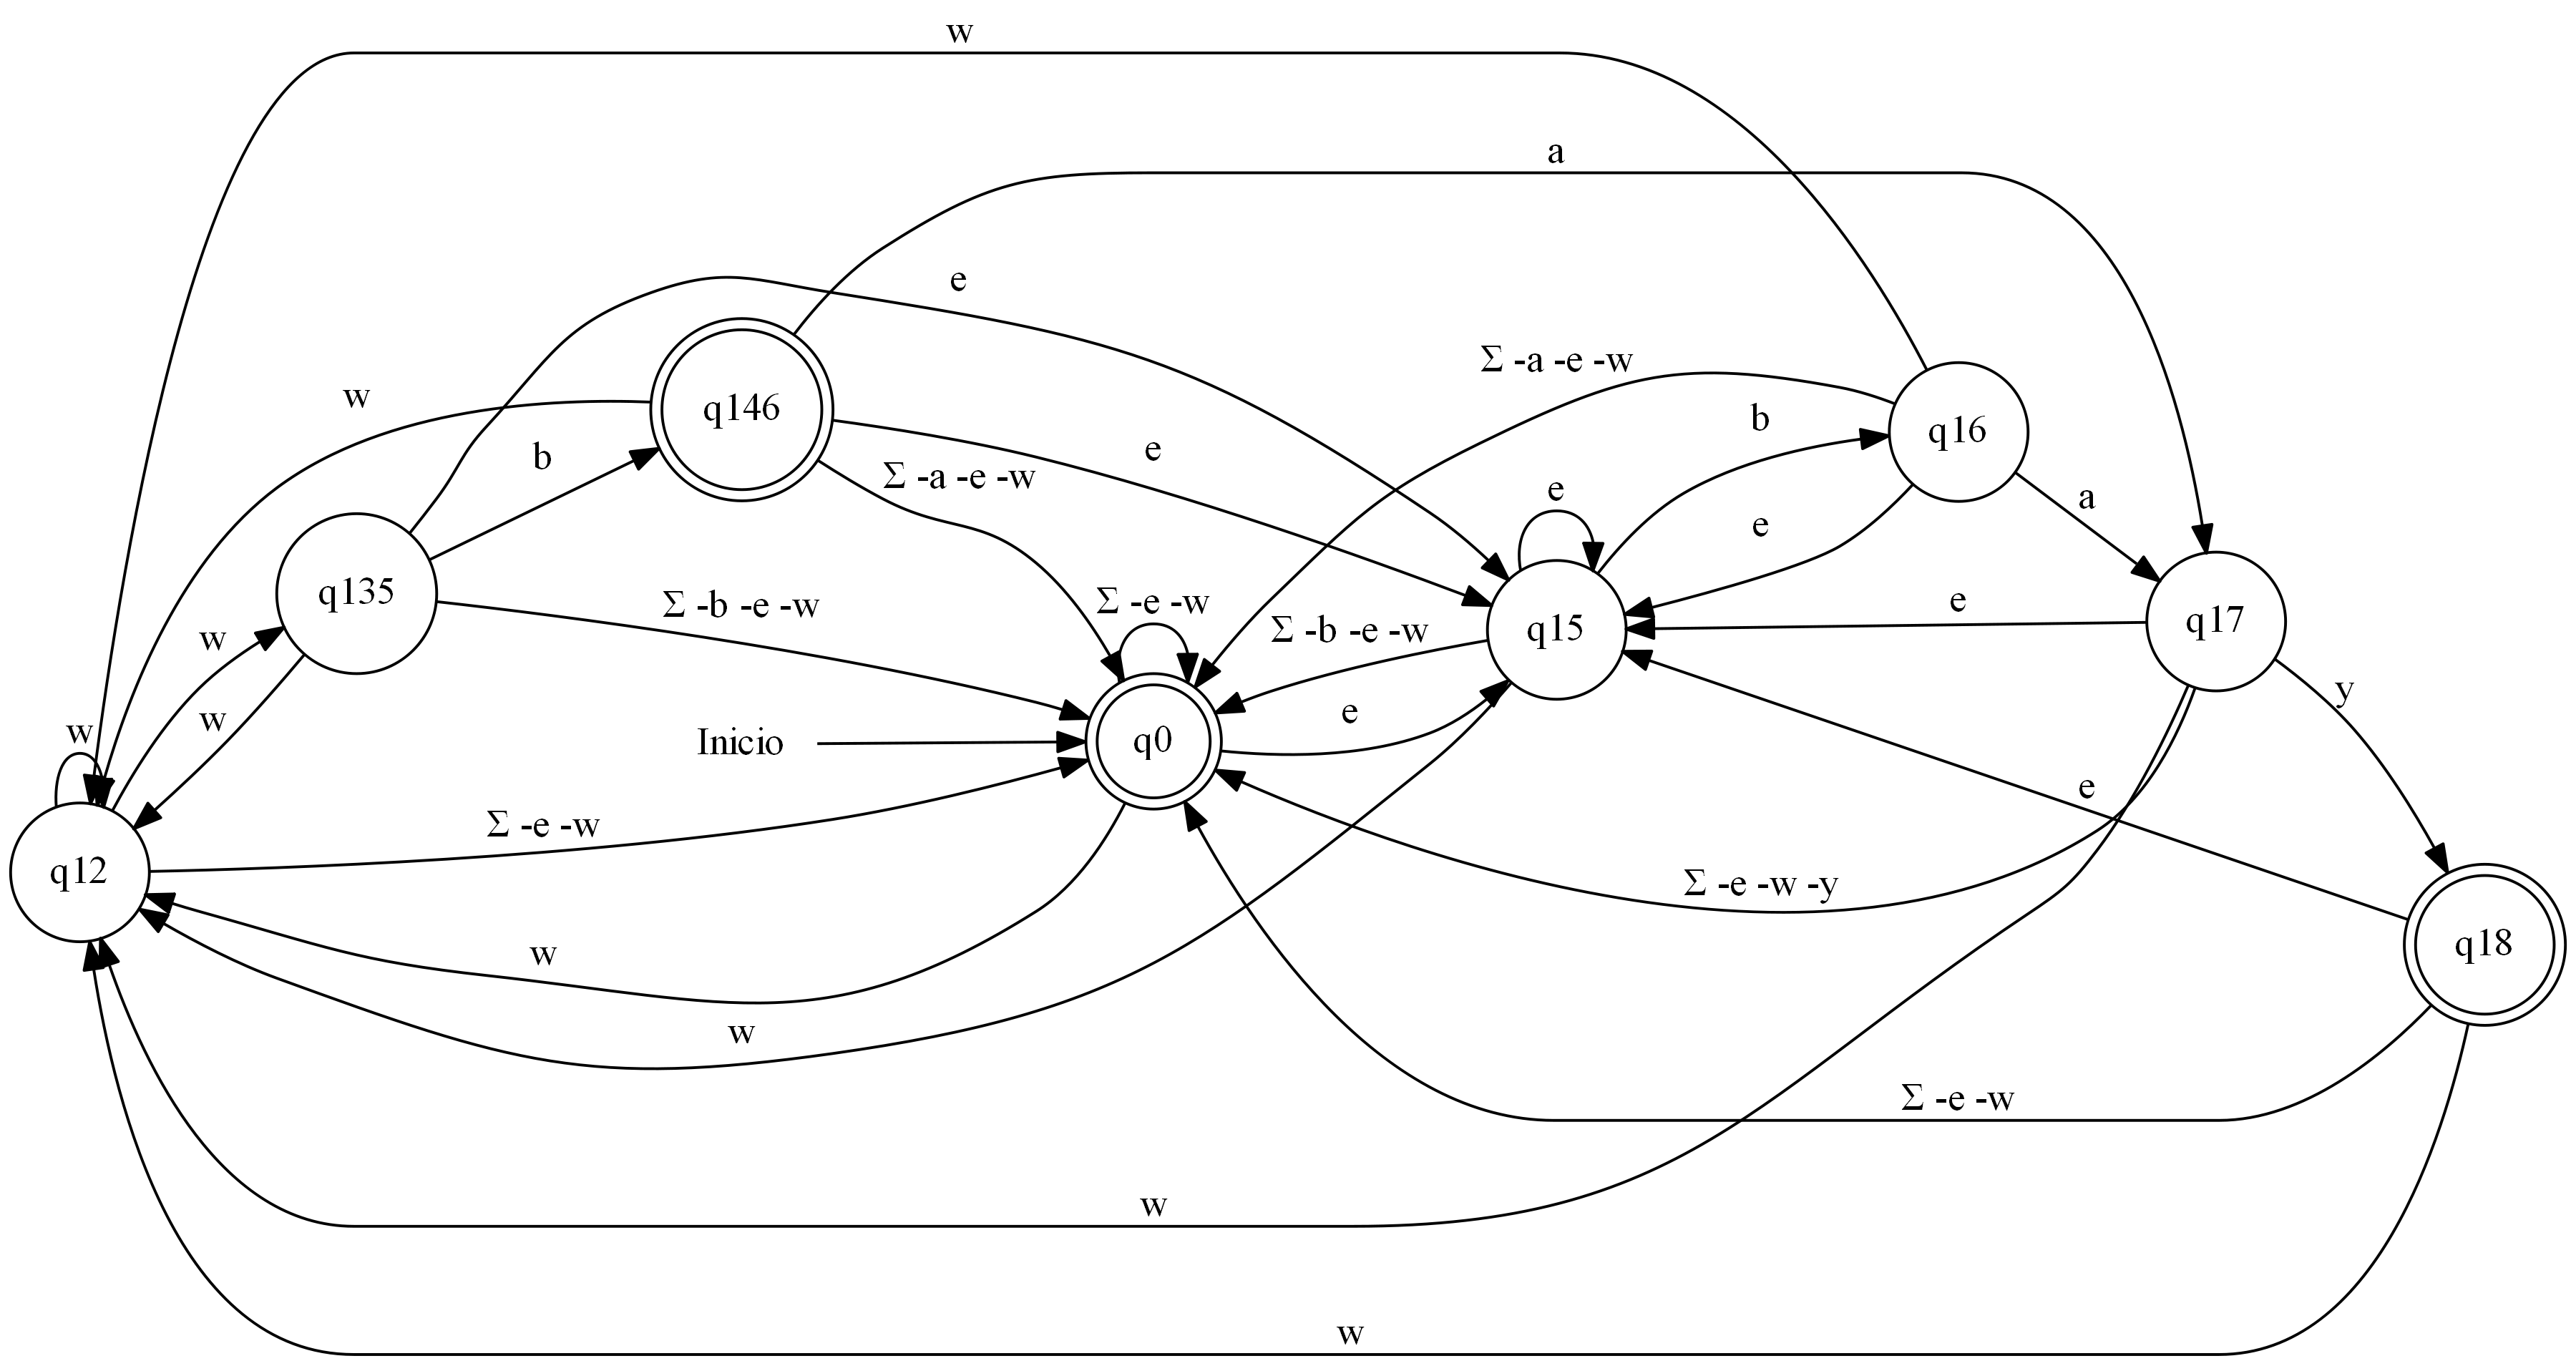 w
a
e
Σ -a -e -w
w
q146
b
q16
b
e
Σ -a -e -w
e
a
e
q135
Σ -b -e -w
Σ -e -w
Σ -b -e -w
q15
e
q17
w
w
w
Inicio
q0
e
y
e
Σ -e -w
q12
Σ -e -w -y
w
q18
w
Σ -e -w
w
w